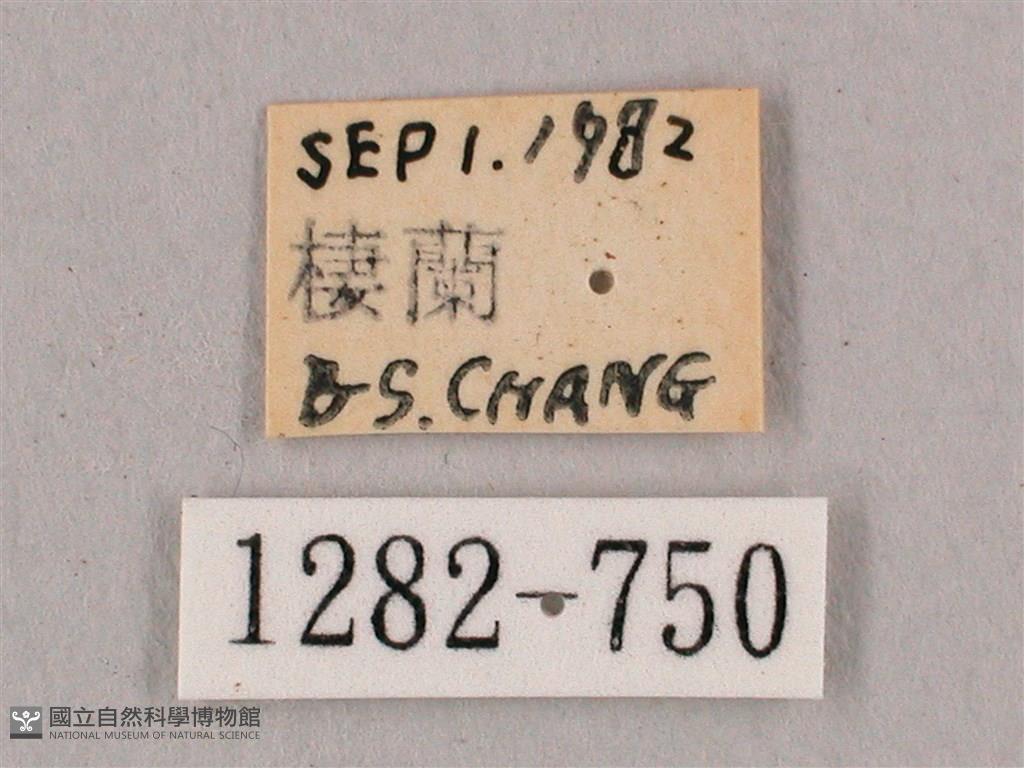 SEP 1. 1982
棲蘭
B S. CHANG
1282-750
國立自然科學博物館
NATIONAL MUSEUM OF NATURAL SCIENCE